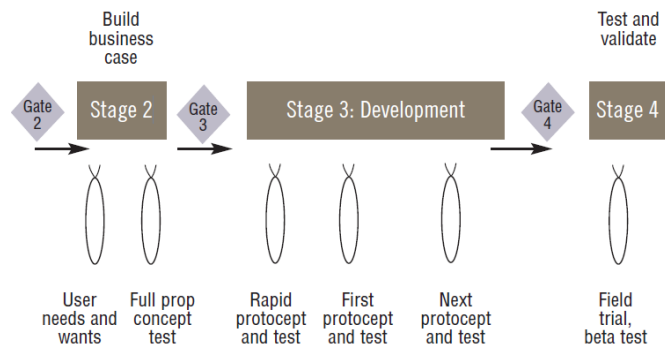 Build
business
case
Test and
validate
Gate
2
Stage 2
Gate
3
Stage 3: Development
Gate
4
Stage 4
User
needs and
wants
Full prop
concept
test
Rapid
protocept
and test
First
protocept
and test
Next
protocept
and test
Field
trial,
beta test